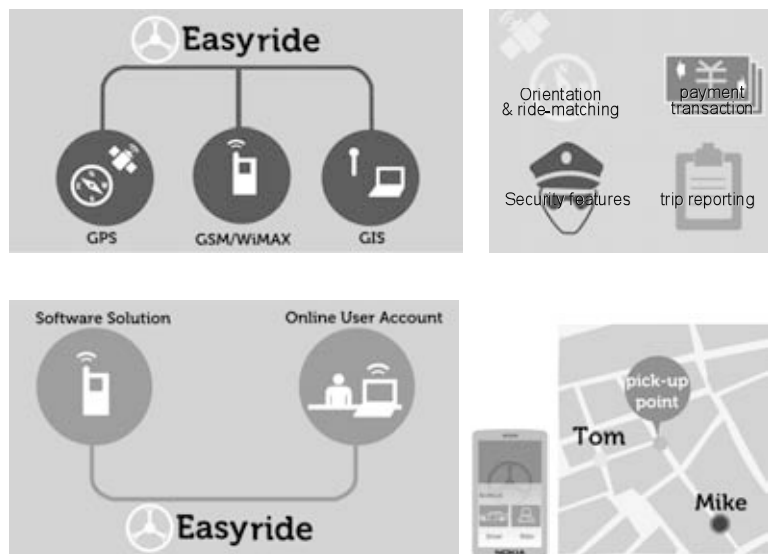 Easyride
GPS
GSM/WiMAX
GIS
Orientation
& ride-matching
payment
transaction
Security features
trip reporting
Software Solution
Online User Account
Easyride
pick-up
point
Tom
Mike
NOKIA